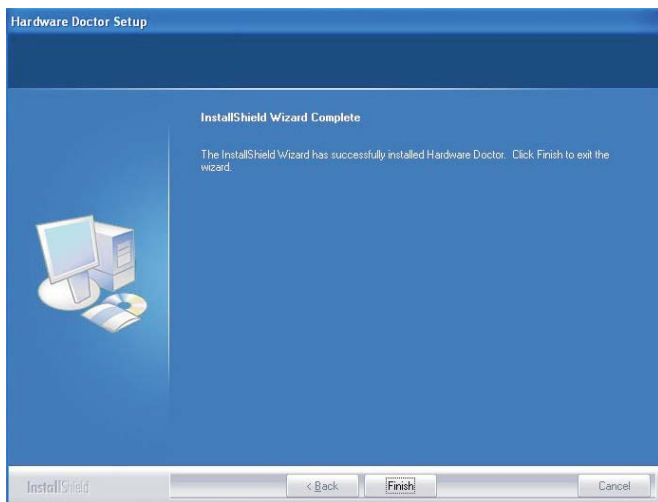 Hardware Doctor Setup
InstallShield Wizard Complete
The InstallShield Wizard has successfully installed Hardware Doctor. Click Finish to exit the
wizard.
InstallShield
< Back Finish Cancel